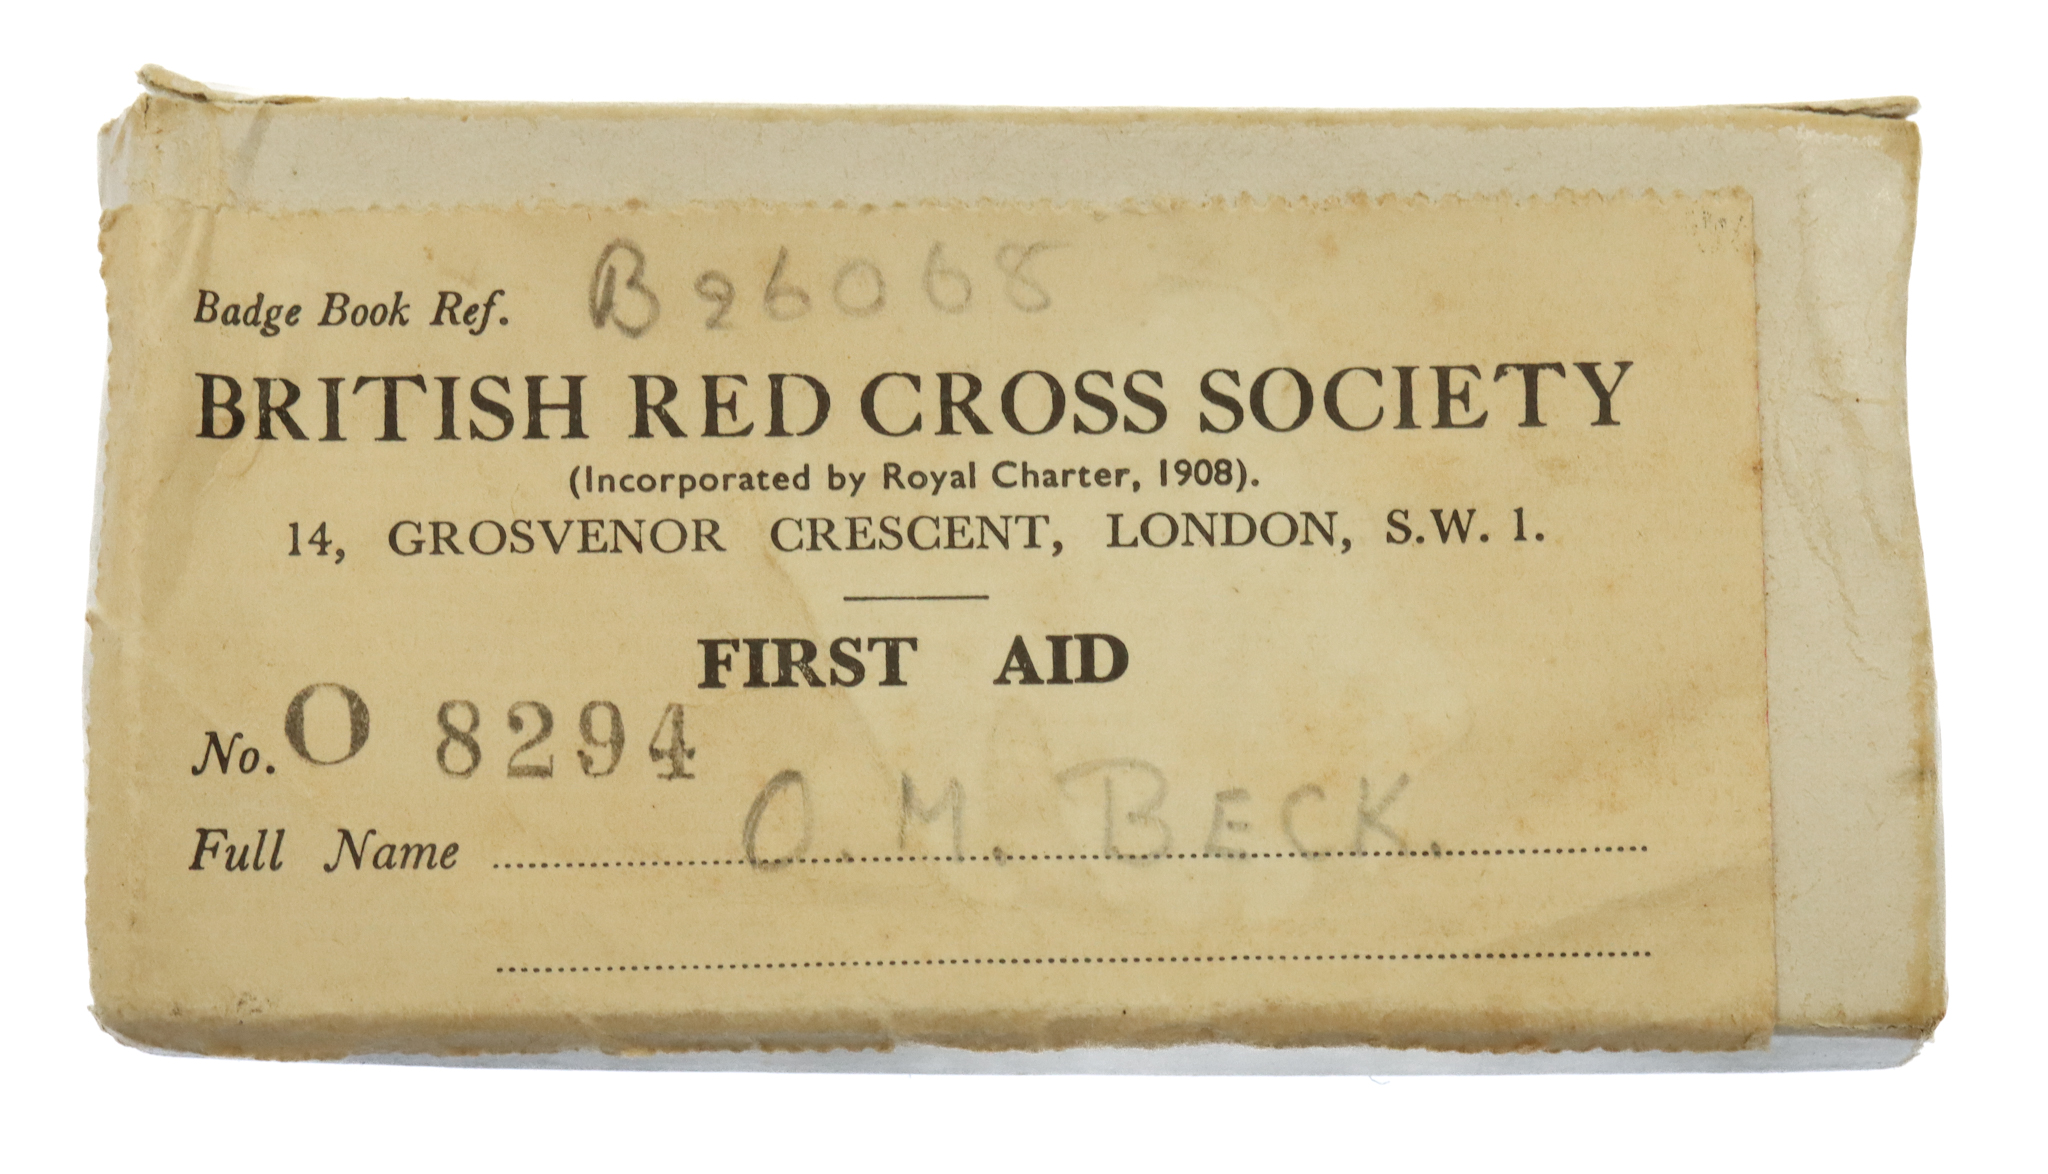 Badge Book Ref. B 26068
BRITISH RED CROSS SOCIETY
(Incorporated by Royal Charter, 1908).
14, GROSVENOR CRESCENT, LONDON, S.W. 1.
FIRST AID
No. O 8294
Full Name O. M. BECK.